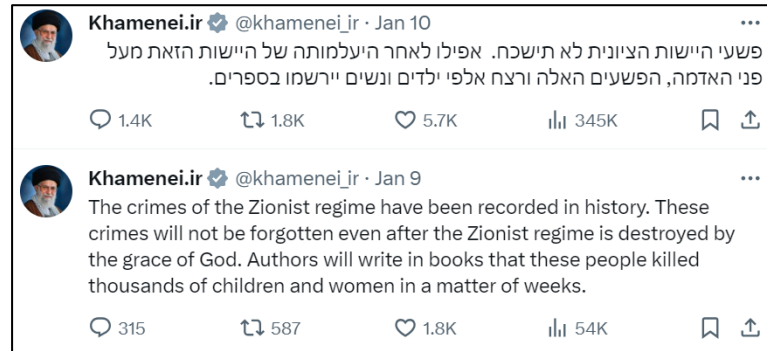 Khamenei.ir @khamenei_ir · Jan 10
פשעי היישות הציונית לא תישכח. אפילו לאחר היעלמותה של היישות הזאת מעל
פני האדמה, הפשעים האלה ורצח אלפי ילדים ונשים יירשמו בספרים.
1.4K 1.8K 5.7K 345K
Khamenei.ir @khamenei_ir · Jan 9
The crimes of the Zionist regime have been recorded in history. These
crimes will not be forgotten even after the Zionist regime is destroyed by
the grace of God. Authors will write in books that these people killed
thousands of children and women in a matter of weeks.
315 587 1.8K 54K